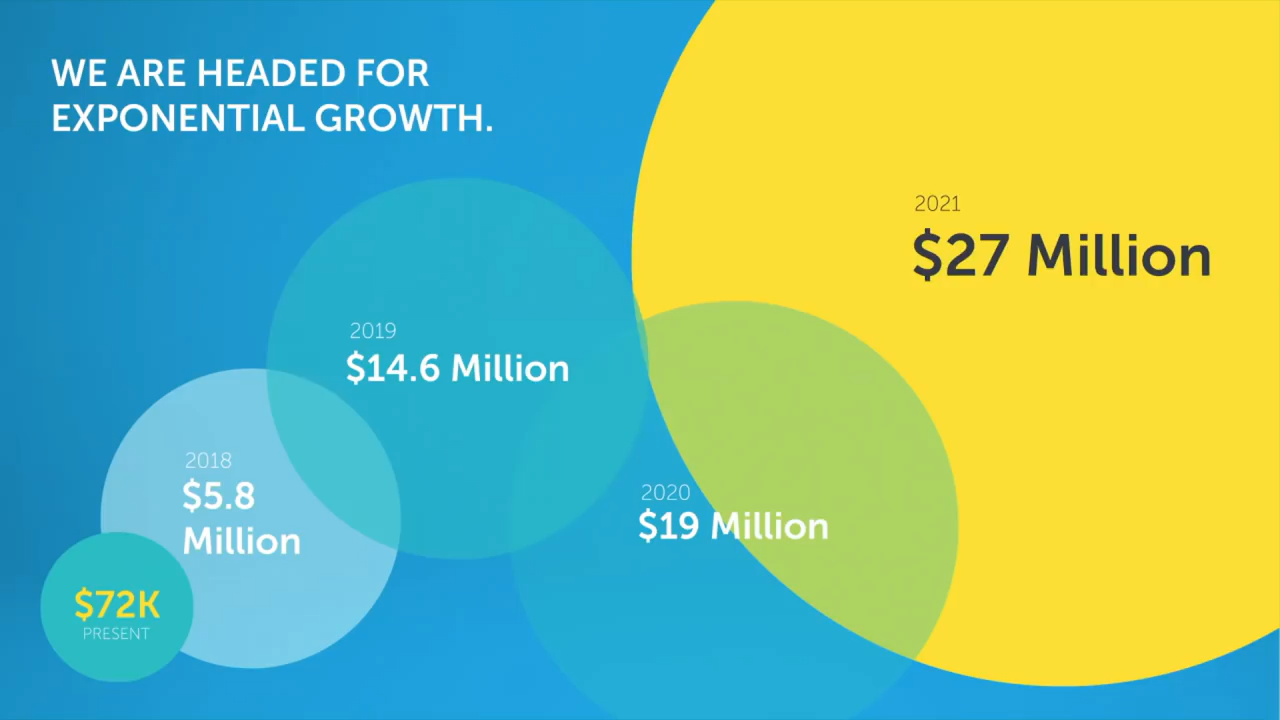 WE ARE HEADED FOR
EXPONENTIAL GROWTH.
2021
$27 Million
2019
$14.6 Million
2018
$5.8
Million
2020
$19 Million
$72K
PRESENT